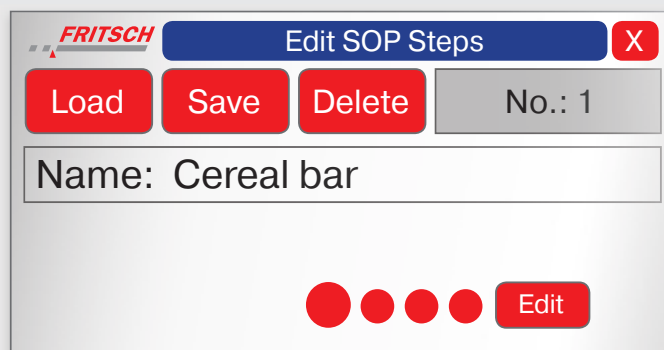 FRITSCH Edit SOP Steps X
Load Save Delete No.: 1
Name: Cereal bar
Edit